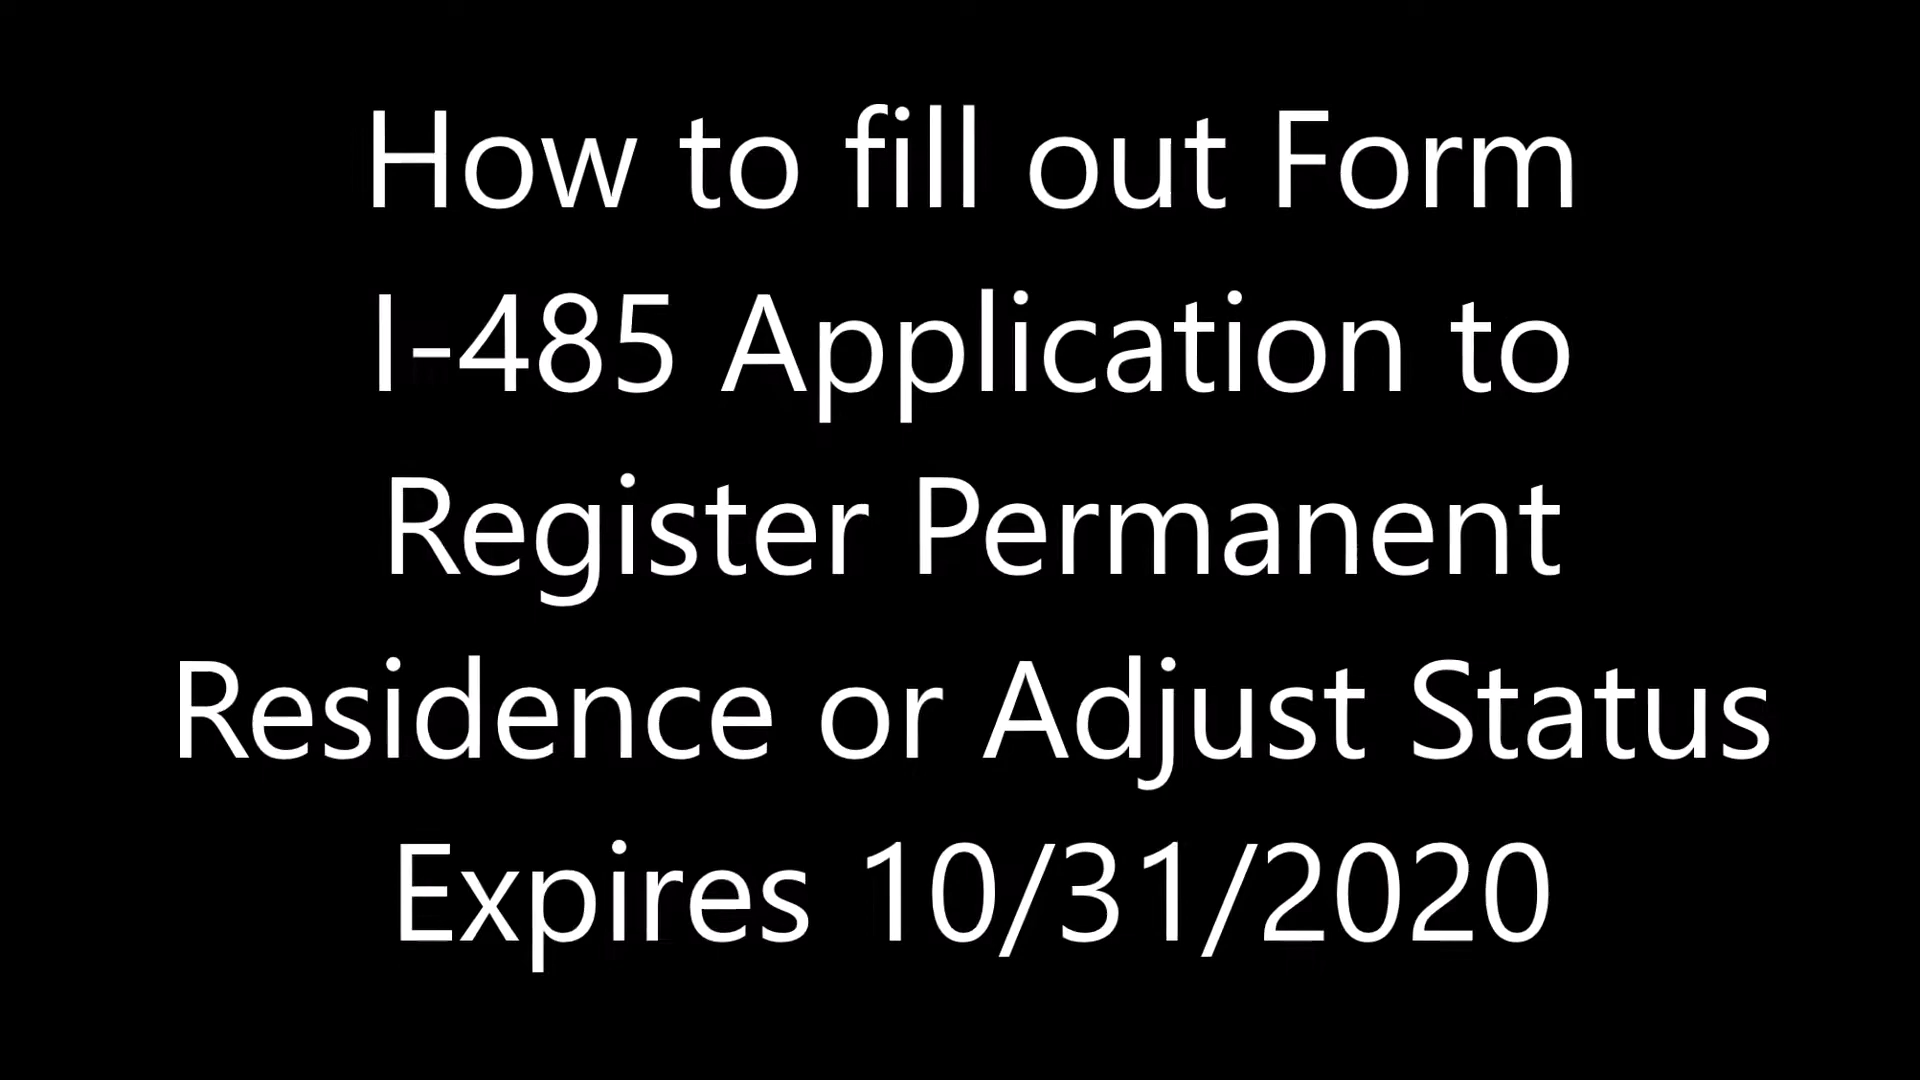 How to fill out Form
I-485 Application to
Register Permanent
Residence or Adjust Status
Expires 10/31/2020